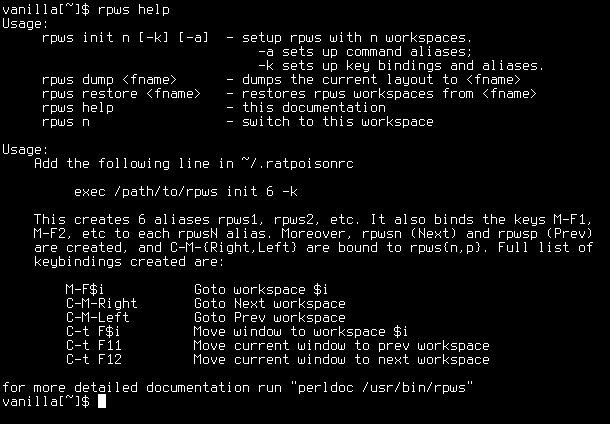 vanilla[~]$ rpws help
Usage:
     rpws init n [-k] [-a]  - setup rpws with n workspaces.
                                -a sets up command aliases;
                                -k sets up key bindings and aliases.
     rpws dump <fname>      - dumps the current layout to <fname>
     rpws restore <fname>   - restores rpws workspaces from <fname>
     rpws help              - this documentation
     rpws n                 - switch to this workspace
Usage:
    Add the following line in ~/.ratpoisonrc
         exec /path/to/rpws init 6 -k
    This creates 6 aliases rpws1, rpws2, etc. It also binds the keys M-F1,
    M-F2, etc to each rpwsN alias. Moreover, rpwsn (Next) and rpwsp (Prev)
    are created, and C-M-{Right,Left} are bound to rpws{n,p}. Full list of
    keybindings created are:
        M-F$i           Goto workspace $i
        C-M-Right       Goto Next workspace
        C-M-Left        Goto Prev workspace
        C-t F$i         Move window to workspace $i
        C-t F11         Move current window to prev workspace
        C-t F12         Move current window to next workspace
for more detailed documentation run "perldoc /usr/bin/rpws"
vanilla[~]$